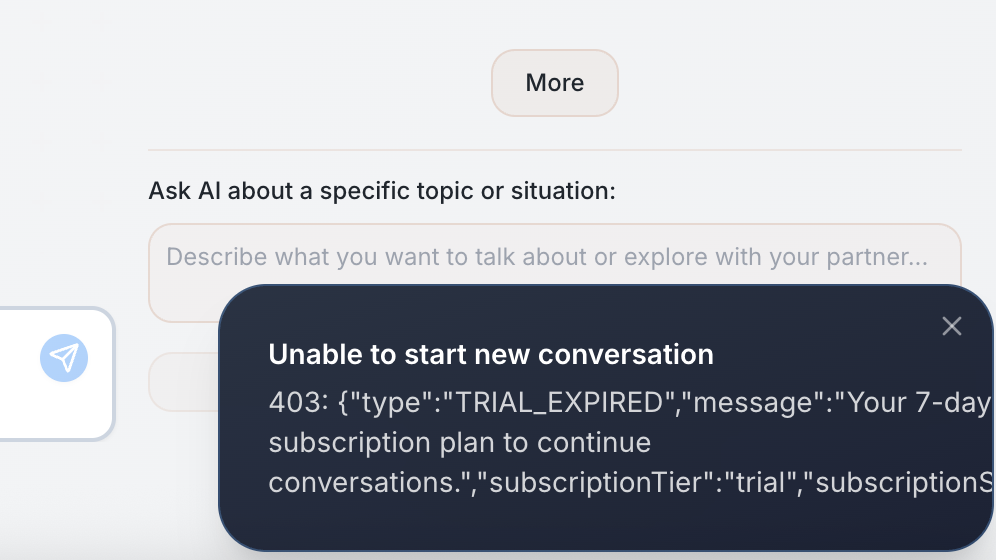 More
Ask AI about a specific topic or situation:
Describe what you want to talk about or explore with your partner...
Unable to start new conversation
403: {"type":"TRIAL_EXPIRED","message":"Your 7-day
subscription plan to continue
conversations.","subscriptionTier":"trial","subscriptionS